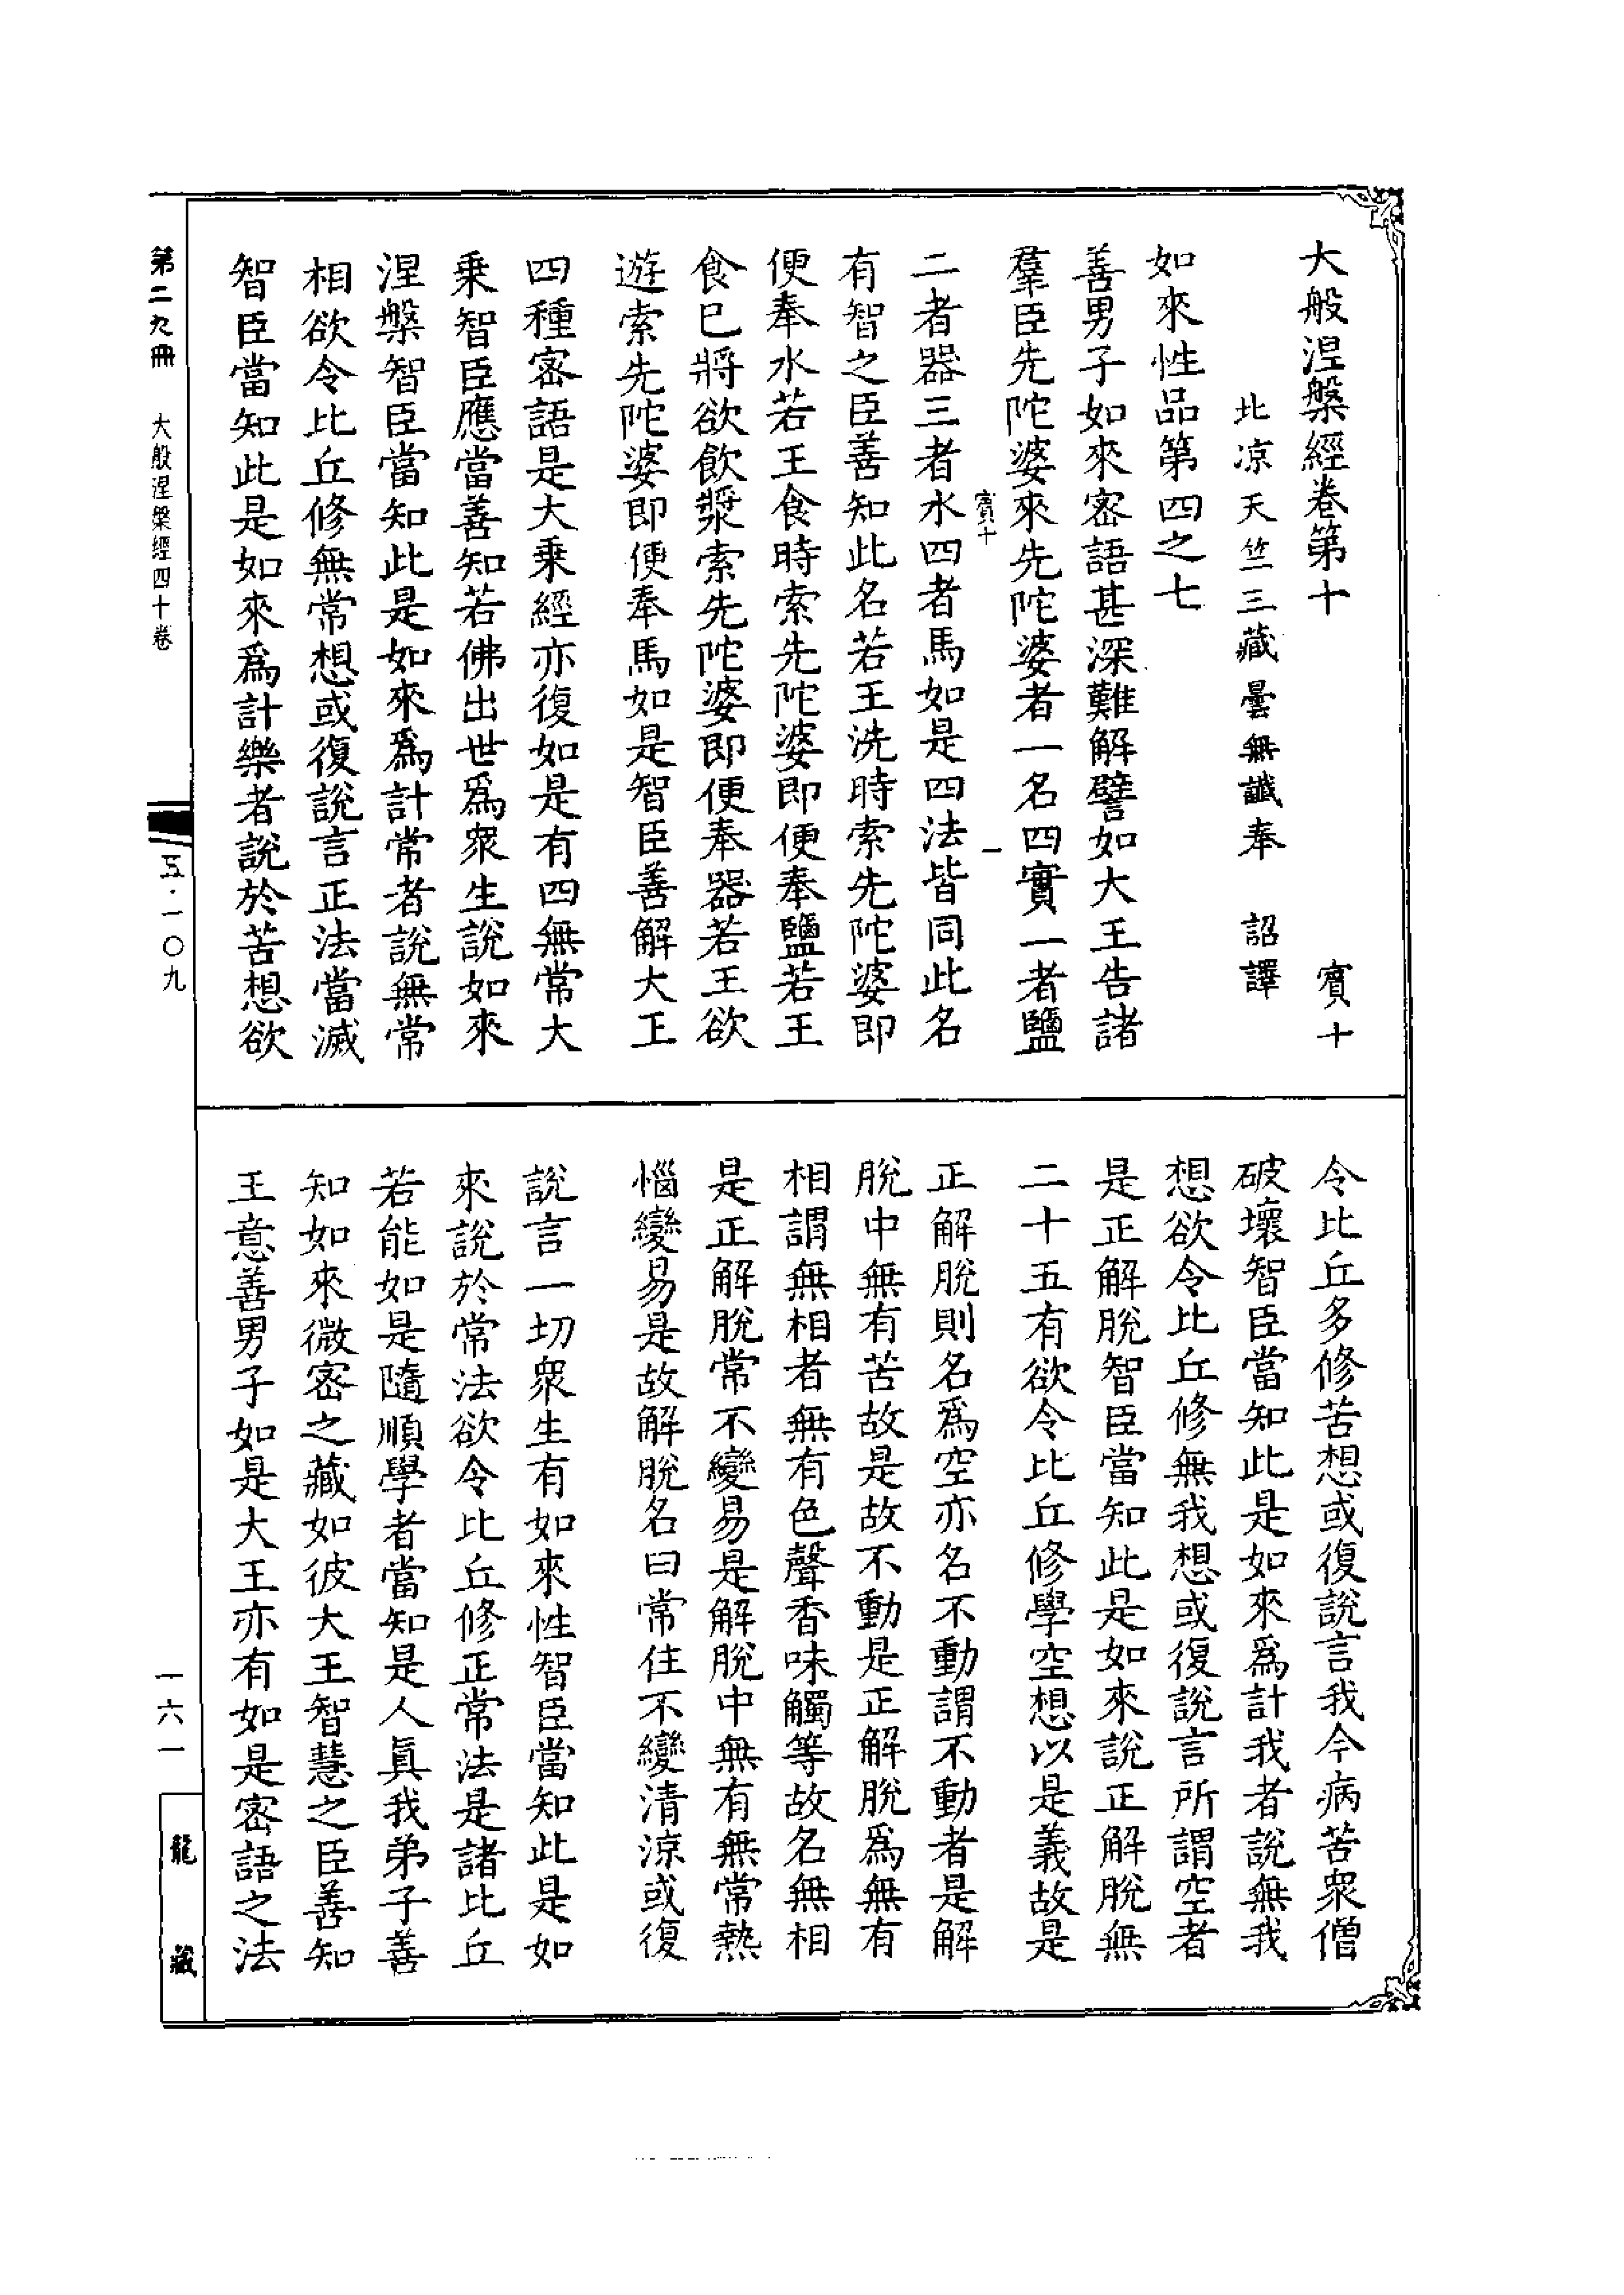 大般涅槃經卷第十　賓十
北凉天竺三藏曇無讖奉　詔譯
如來性品第四之七
善男子如來密語甚深難解譬如大王告諸
羣臣先陀婆來先陀婆者一名四實一者鹽
賓十　一
二者器三者水四者馬如是四法皆同此名
有智之臣善知此名若王洗時索先陀婆即
便奉水若王食時索先陀婆即便奉鹽若王
食已將欲飲漿索先陀婆即便奉器若王欲
遊索先陀婆即便奉馬如是智臣善解大王
四種密語是大乘經亦復如是有四無常大
乘智臣應當善知若佛出世爲衆生說如來
涅槃智臣當知此是如來爲計常者說無常
相欲令比丘修無常想或復說言正法當滅
智臣當知此是如來爲計樂者說於苦想欲
令比丘多修苦想或復說言我今病苦衆僧
破壞智臣當知此是如來爲計我者說無我
想欲令比丘修無我想或復說言所謂空者
是正解脫智臣當知此是如來說正解脫無
二十五有欲令比丘修學空想以是義故是
正解脫則名爲空亦名不動謂不動者是解
脫中無有苦故是故不動是正解脫爲無有
相謂無相者無有色聲香味觸等故名無相
是正解脫常不變易是解脫中無有無常熱
惱變易是故解脫名曰常住不變清涼或復
說言一切衆生有如來性智臣當知此是如
來說於常法欲令比丘修正常法是諸比丘
若能如是隨順學者當知是人眞我弟子善
知如來微密之藏如彼大王智慧之臣善知
王意善男子如是大王亦有如是密語之法
第二九冊　大般涅槃經四十卷　五·一〇九
一六一　龍藏